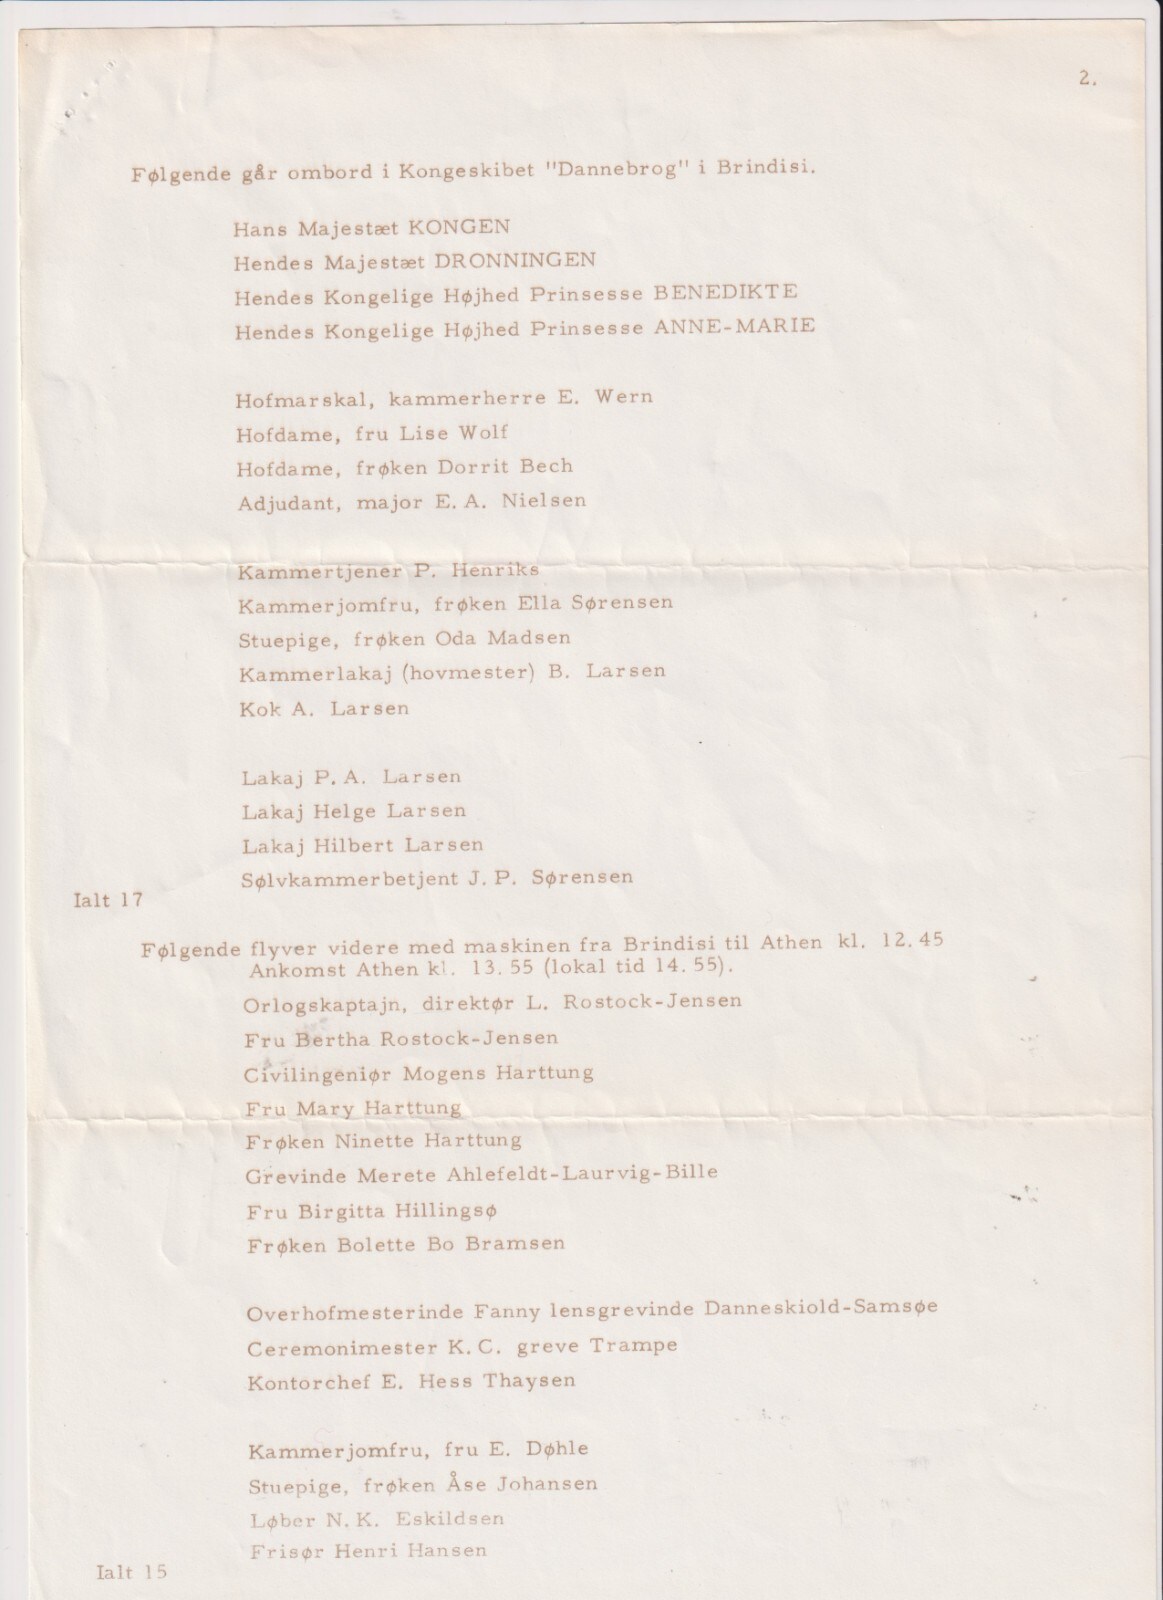 2.
Følgende går ombord i Kongeskibet "Dannebrog" i Brindisi.
Hans Majestæt KONGEN
Hendes Majestæt DRONNINGEN
Hendes Kongelige Højhed Prinsesse BENEDIKTE
Hendes Kongelige Højhed Prinsesse ANNE-MARIE
Hofmarskal, kammerherre E. Wern
Hofdame, fru Lise Wolf
Hofdame, frøken Dorrit Bech
Adjudant, major E. A. Nielsen
Kammertjener P. Henriks
Kammerjomfru, frøken Ella Sørensen
Stuepige, frøken Oda Madsen
Kammerlakaj (hovmester) B. Larsen
Kok A. Larsen
Lakaj P. A. Larsen
Lakaj Helge Larsen
Lakaj Hilbert Larsen
Sølvkammerbetjent J. P. Sørensen
Ialt 17
Følgende flyver videre med maskinen fra Brindisi til Athen kl. 12.45
Ankomst Athen kl. 13.55 (lokal tid 14.55).
Orlogskaptajn, direktør L. Rostock-Jensen
Fru Bertha Rostock-Jensen
Civilingeniør Mogens Harttung
Fru Mary Harttung
Frøken Ninette Harttung
Grevinde Merete Ahlefeldt-Laurvig-Bille
Fru Birgitta Hillingsø
Frøken Bolette Bo Bramsen
Overhofmesterinde Fanny lensgrevinde Danneskiold-Samsøe
Ceremonimester K. C. greve Trampe
Kontorchef E. Hess Thaysen
Kammerjomfru, fru E. Døhle
Stuepige, frøken Åse Johansen
Løber N. K. Eskildsen
Frisør Henri Hansen
Ialt 15